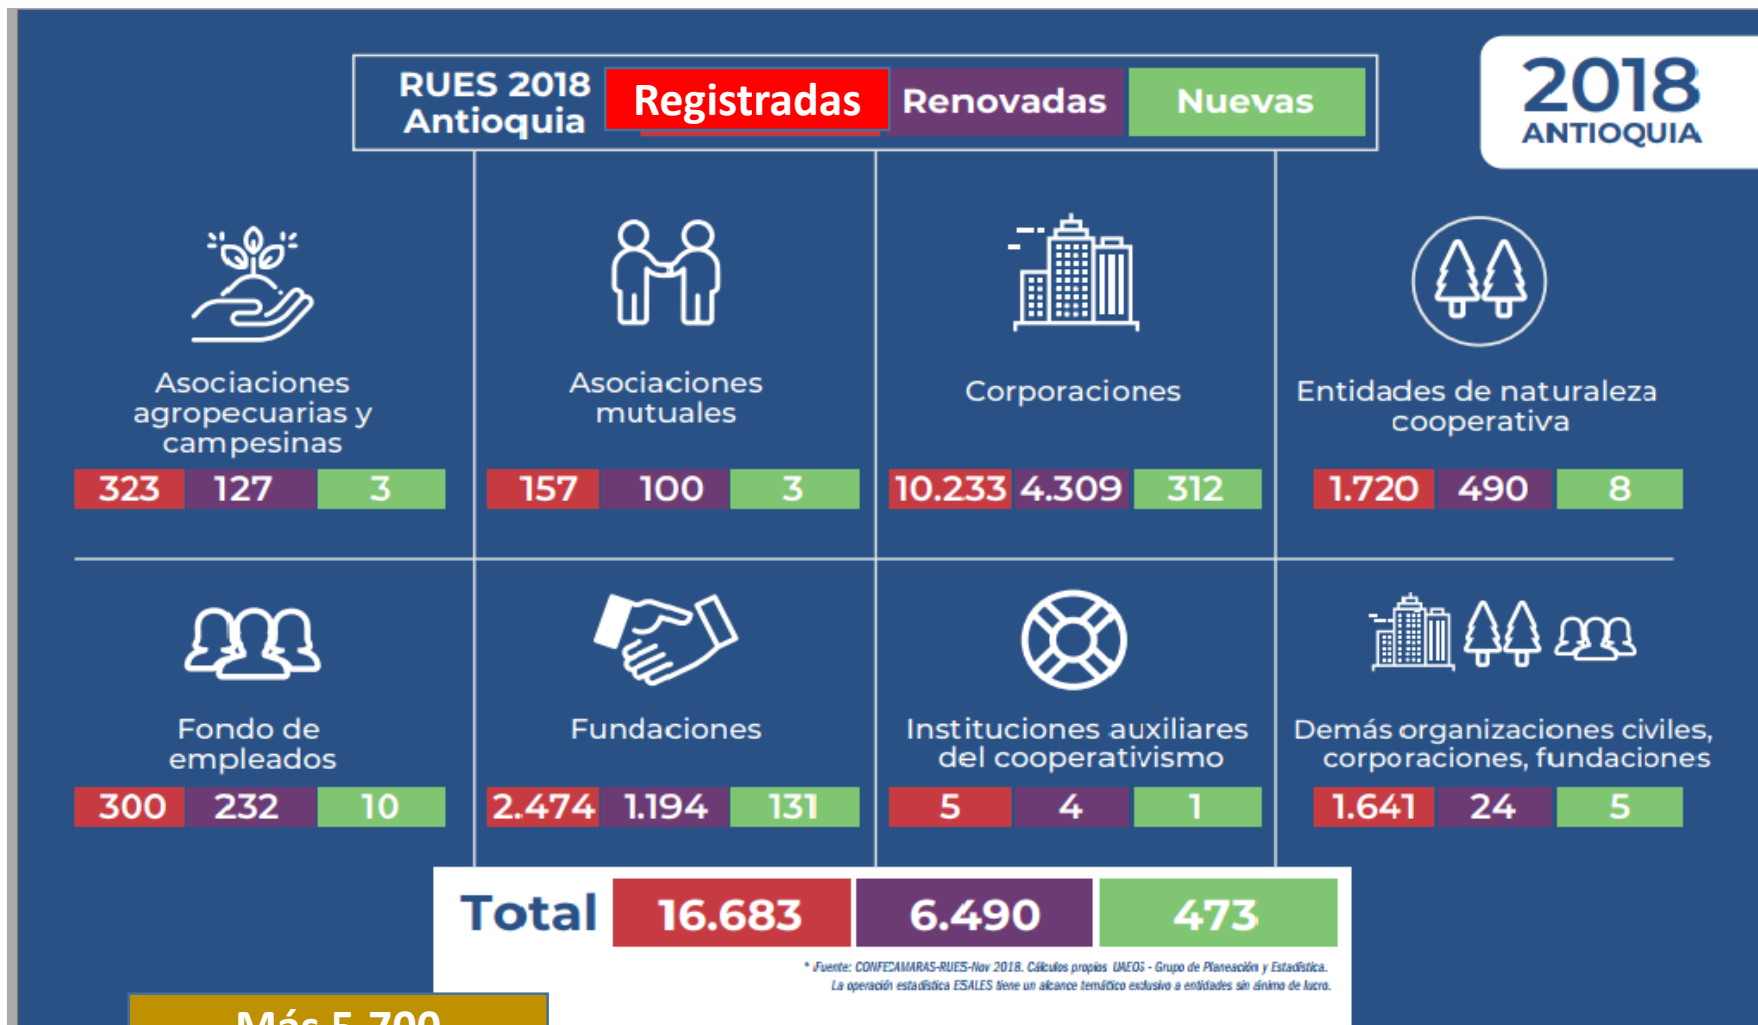 RUES 2018
Antioquia
Registradas
Renovadas
Nuevas
2018
ANTIOQUIA
Asociaciones
agropecuarias y
campesinas
323 127 3
Asociaciones
mutuales
157 100 3
Corporaciones
10.233 4.309 312
Entidades de naturaleza
cooperativa
1.720 490 8
Fondo de
empleados
300 232 10
Fundaciones
2.474 1.194 131
Instituciones auxiliares
del cooperativismo
5 4 1
Demás organizaciones civiles,
corporaciones, fundaciones
1.641 24 5
Total 16.683 6.490 473
* Fuente: CONFECAMARAS-RUES-Nov 2018. Cálculos propios UAEOS - Grupo de Planeación y Estadística.
La operación estadística ESALES tiene un alcance temático exclusivo a entidades sin ánimo de lucro.
Más 5.700